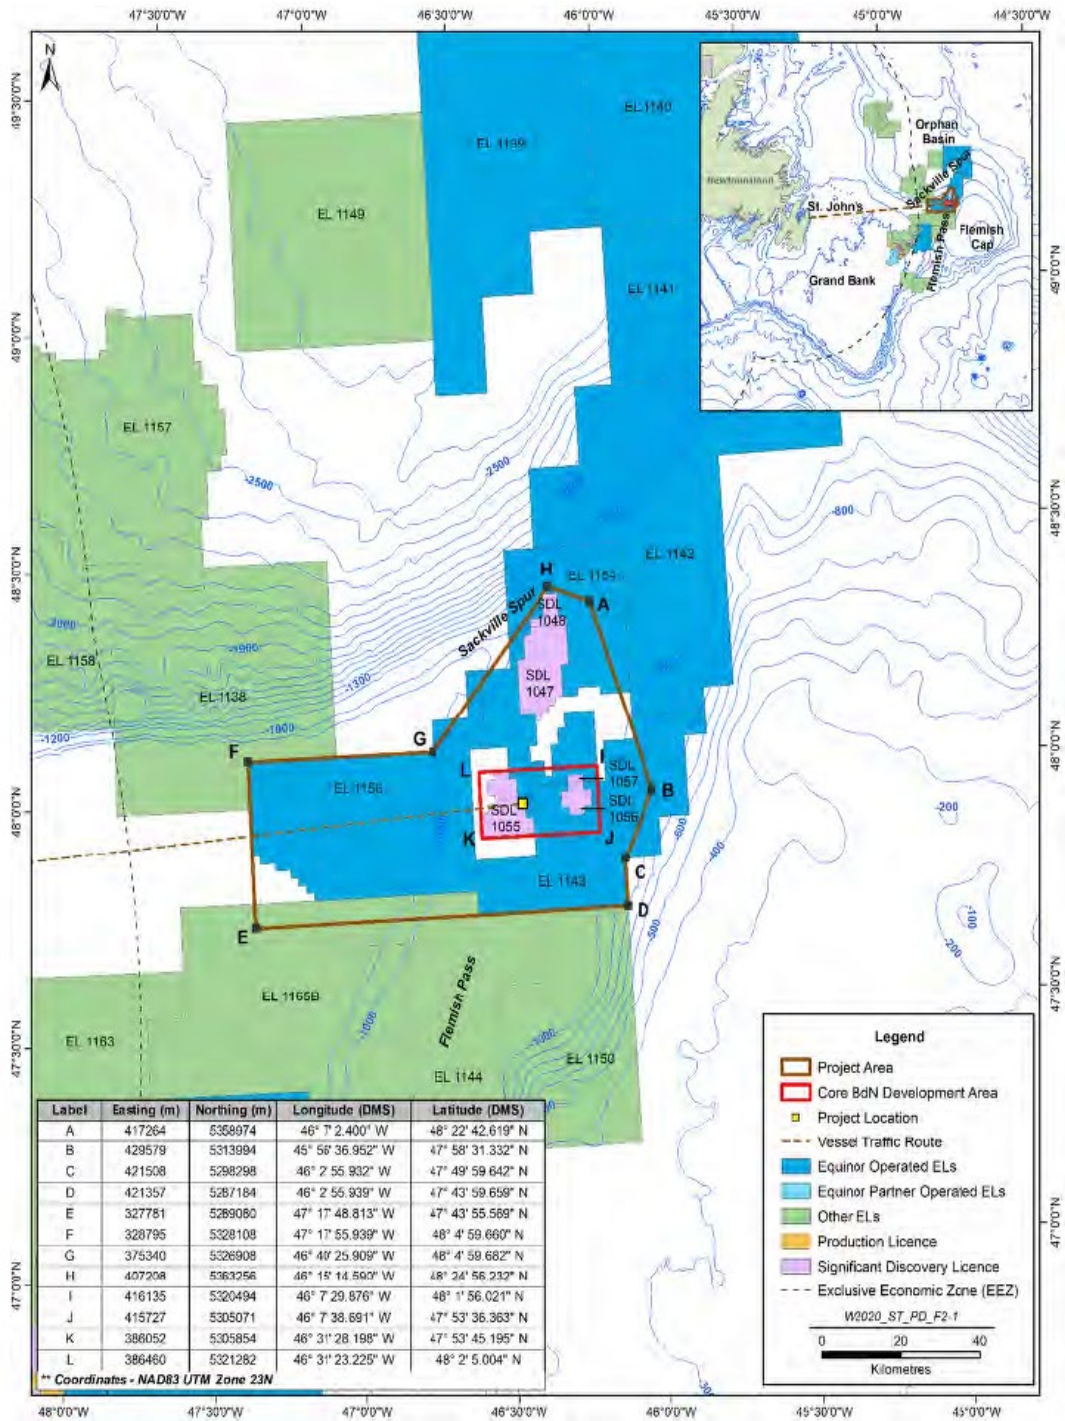 47°30'0"W 47°0'0"W 46°30'0"W 46°0'0"W 45°30'0"W 45°0'0"W 44°30'0"W
N
49°30'0"N
EL 1140
EL 1139
EL 1149
Orphan
Basin
Sackville Spur
Newfoundland
St. John's
Flemish
Cap
Flemish Pass
Grand Bank
49°0'0"N
EL 1141
49°0'0"N
EL 1157
-2500
-2500
-800
48°30'0"N
EL 1142
48°30'0"N
H
EL 1154
A
SDL
1048
Sackville Spur
-2000
-1900
EL 1158
SDL
1047
EL 1138
-1300
-1000
-1200
48°0'0"N
G
F
L
I
SDL
1057
EL 1156
B
SDL
1056
SDL
1055
48°0'0"N
-200
K
J
-600
-400
C
EL 1143
D
-100
E
-500
-200
EL 1165B
Flemish Pass
47°30'0"N
-1000
-1000
EL 1163
EL 1150
EL 1144
47°30'0"N
Label Easting (m) Northing (m) Longitude (DMS) Latitude (DMS)
A 417264 5358974 46° 7' 2.400" W 48° 22' 42.619" N
B 429579 5313994 45° 56' 36.952" W 47° 58' 31.332" N
C 421508 5298298 46° 2' 55.932" W 47° 49' 59.642" N
D 421357 5287184 46° 2' 55.939" W 47° 43' 59.659" N
E 327781 5289080 47° 17' 48.813" W 47° 43' 55.569" N
F 328795 5328108 47° 17' 55.939" W 48° 4' 59.660" N
G 375340 5326908 46° 40' 25.909" W 48° 4' 59.682" N
H 407208 5363256 46° 15' 14.590" W 48° 24' 56.232" N
I 416135 5320494 46° 7' 29.876" W 48° 1' 56.021" N
J 415727 5305071 46° 7' 38.691" W 47° 53' 36.363" N
K 386052 5305854 46° 31' 28.198" W 47° 53' 45.195" N
L 386460 5321282 46° 31' 23.225" W 48° 2' 5.004" N
** Coordinates - NAD83 UTM Zone 23N
Legend
Project Area
Core BdN Development Area
Project Location
Vessel Traffic Route
Equinor Operated ELs
Equinor Partner Operated ELs
Other ELs
Production Licence
Significant Discovery Licence
Exclusive Economic Zone (EEZ)
W2020_ST_PD_F2-1
0 20 40
Kilometres
47°0'0"N
47°0'0"N
48°0'0"W 47°30'0"W 47°0'0"W 46°30'0"W 46°0'0"W 45°30'0"W 45°0'0"W